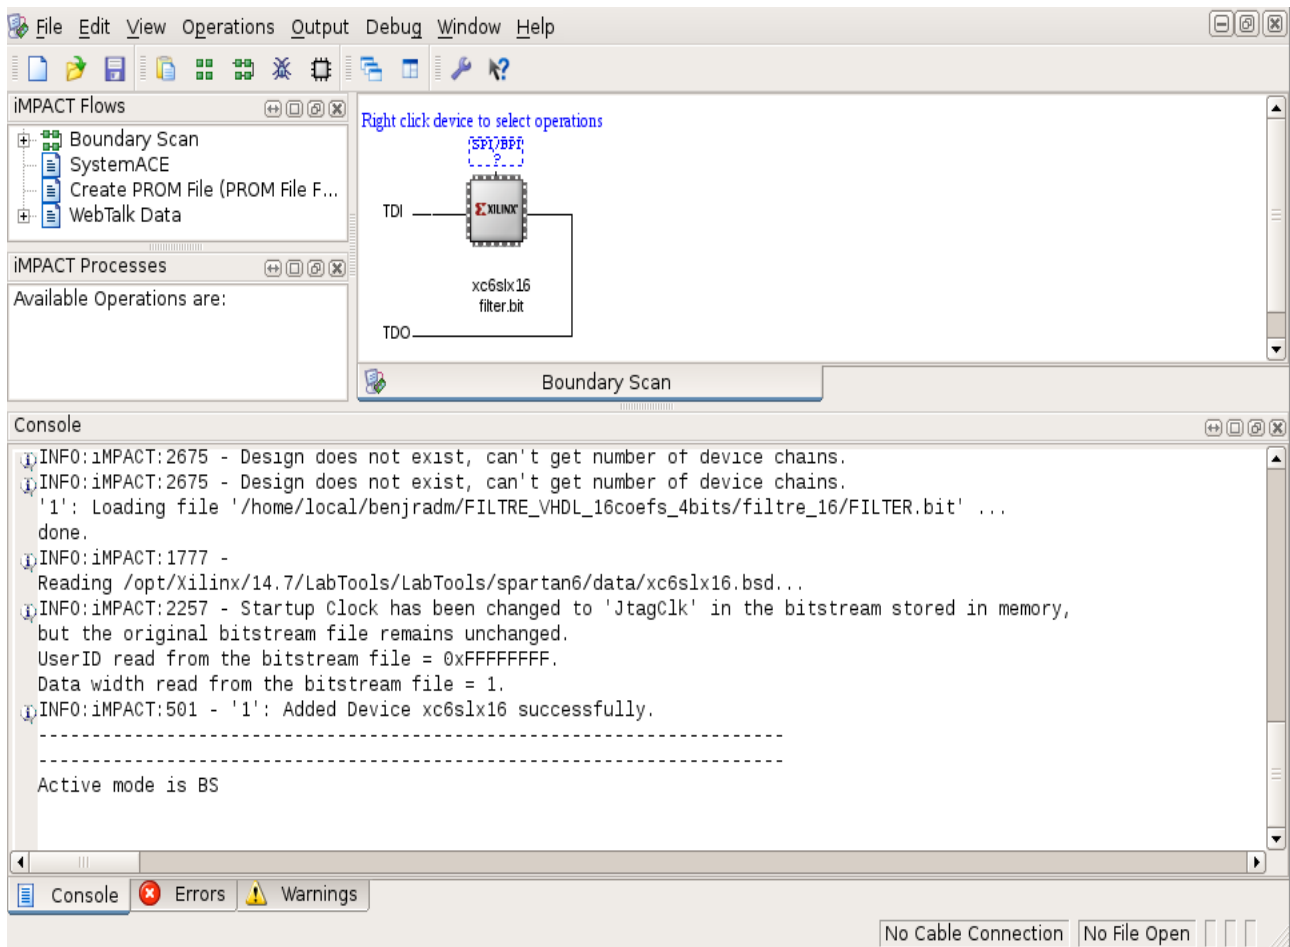 File Edit View Operations Output Debug Window Help
iMPACT Flows
Boundary Scan
SystemACE
Create PROM File (PROM File F...
WebTalk Data
iMPACT Processes
Available Operations are:
Right click device to select operations
SPI/BPI
?
TDI
XILINX
xc6slx16
filter.bit
TDO
Boundary Scan
Console
INFO:iMPACT:2675 - Design does not exist, can't get number of device chains.
INFO:iMPACT:2675 - Design does not exist, can't get number of device chains.
'1': Loading file '/home/local/benjradm/FILTRE_VHDL_16coefs_4bits/filtre_16/FILTER.bit' ...
done.
INFO:iMPACT:1777 -
Reading /opt/Xilinx/14.7/LabTools/LabTools/spartan6/data/xc6slx16.bsd...
INFO:iMPACT:2257 - Startup Clock has been changed to 'JtagClk' in the bitstream stored in memory,
but the original bitstream file remains unchanged.
UserID read from the bitstream file = 0xFFFFFFFF.
Data width read from the bitstream file = 1.
INFO:iMPACT:501 - '1': Added Device xc6slx16 successfully.
----------------------------------------------------------------------
----------------------------------------------------------------------
Active mode is BS
Console Errors Warnings
No Cable Connection No File Open